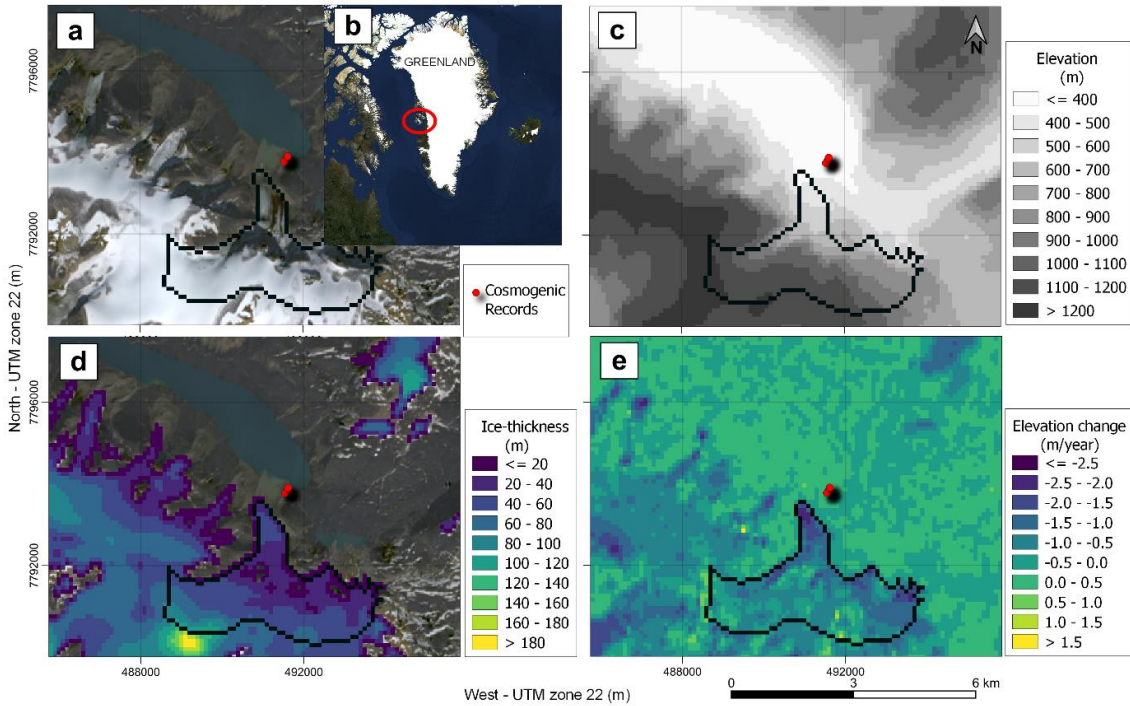 a
b
GREENLAND
c
N
Elevation
(m)
<= 400
400 - 500
500 - 600
600 - 700
700 - 800
800 - 900
900 - 1000
1000 - 1100
1100 - 1200
> 1200
7796000
7792000
Cosmogenic
Records
North - UTM zone 22 (m)
d
Ice-thickness
(m)
<= 20
20 - 40
40 - 60
60 - 80
80 - 100
100 - 120
120 - 140
140 - 160
160 - 180
> 180
e
Elevation change
(m/year)
<= -2.5
-2.5 - -2.0
-2.0 - -1.5
-1.5 - -1.0
-1.0 - -0.5
-0.5 - 0.0
0.0 - 0.5
0.5 - 1.0
1.0 - 1.5
> 1.5
7796000
7792000
488000
492000
488000
492000
West - UTM zone 22 (m)
0
3
6 km